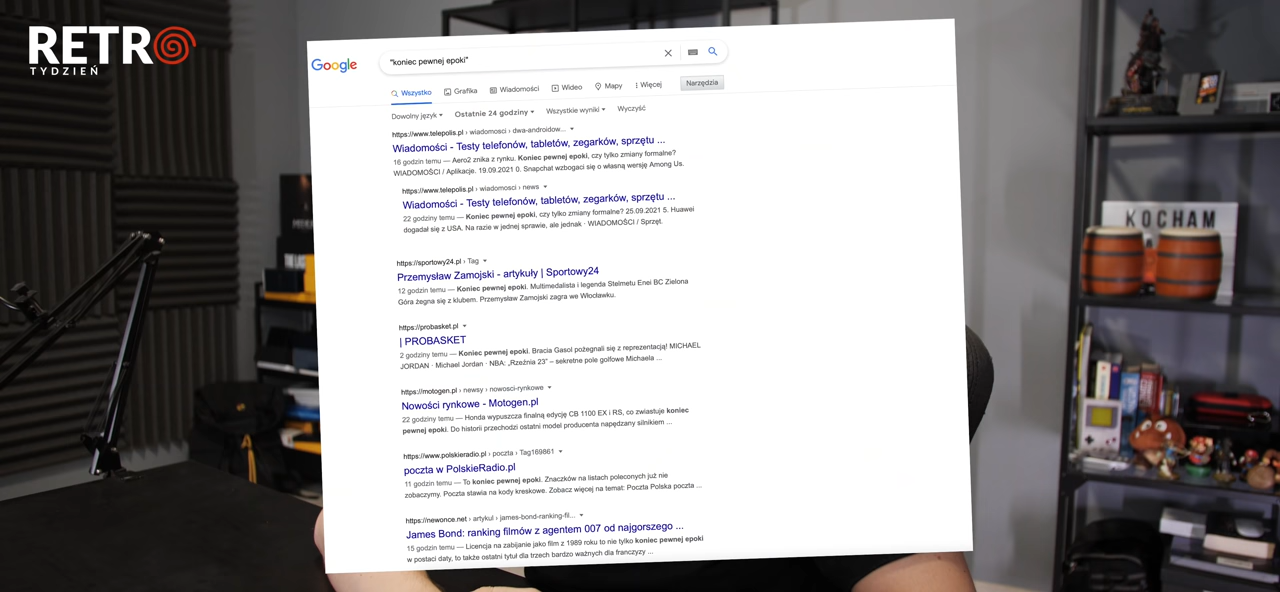 RETRO
TYDZIEŃ
Google
"koniec pewnej epoki"
Wszystko Grafika Wiadomości Wideo Mapy Więcej Narzędzia
Dowolny język Ostatnie 24 godziny Wszystkie wyniki Wyczyść
https://www.telepolis.pl › wiadomosci › dwa-androidow...
Wiadomości - Testy telefonów, tabletów, zegarków, sprzętu ...
16 godzin temu — Aero2 znika z rynku. Koniec pewnej epoki, czy tylko zmiany formalne?
WIADOMOŚCI / Aplikacje. 19.09.2021 0. Snapchat wzbogaci się o własną wersję Among Us.
https://www.telepolis.pl › wiadomosci › news
Wiadomości - Testy telefonów, tabletów, zegarków, sprzętu ...
22 godziny temu — Koniec pewnej epoki, czy tylko zmiany formalne? 25.09.2021 5. Huawei
dogadał się z USA. Na razie w jednej sprawie, ale jednak · WIADOMOŚCI / Sprzęt.
https://sportowy24.pl › Tag
Przemysław Zamojski - artykuły | Sportowy24
12 godzin temu — Koniec pewnej epoki. Multimedalista i legenda Stelmetu Enei BC Zielona
Góra żegna się z klubem. Przemysław Zamojski zagra we Włocławku.
https://probasket.pl
| PROBASKET
2 godziny temu — Koniec pewnej epoki. Bracia Gasol pożegnali się z reprezentacją! MICHAEL
JORDAN · Michael Jordan · NBA: „Rzeźnia 23” – sekretne pole golfowe Michaela ...
https://motogen.pl › newsy › nowosci-rynkowe
Nowości rynkowe - Motogen.pl
22 godziny temu — Honda wypuszcza finalną edycję CB 1100 EX i RS, co zwiastuje koniec
pewnej epoki. Do historii przechodzi ostatni model producenta napędzany silnikiem ...
https://www.polskieradio.pl › poczta › Tag169861
poczta w PolskieRadio.pl
11 godzin temu — To koniec pewnej epoki. Znaczków na listach poleconych już nie
zobaczymy. Poczta stawia na kody kreskowe. Zobacz więcej na temat: Poczta Polska poczta ...
https://newonce.net › artykul › james-bond-ranking-fil...
James Bond: ranking filmów z agentem 007 od najgorszego ...
15 godzin temu — Licencja na zabijanie jako film z 1989 roku to nie tylko koniec pewnej epoki
w postaci daty, to także ostatni tytuł dla trzech bardzo ważnych dla franczyzy ...
KOCHAM